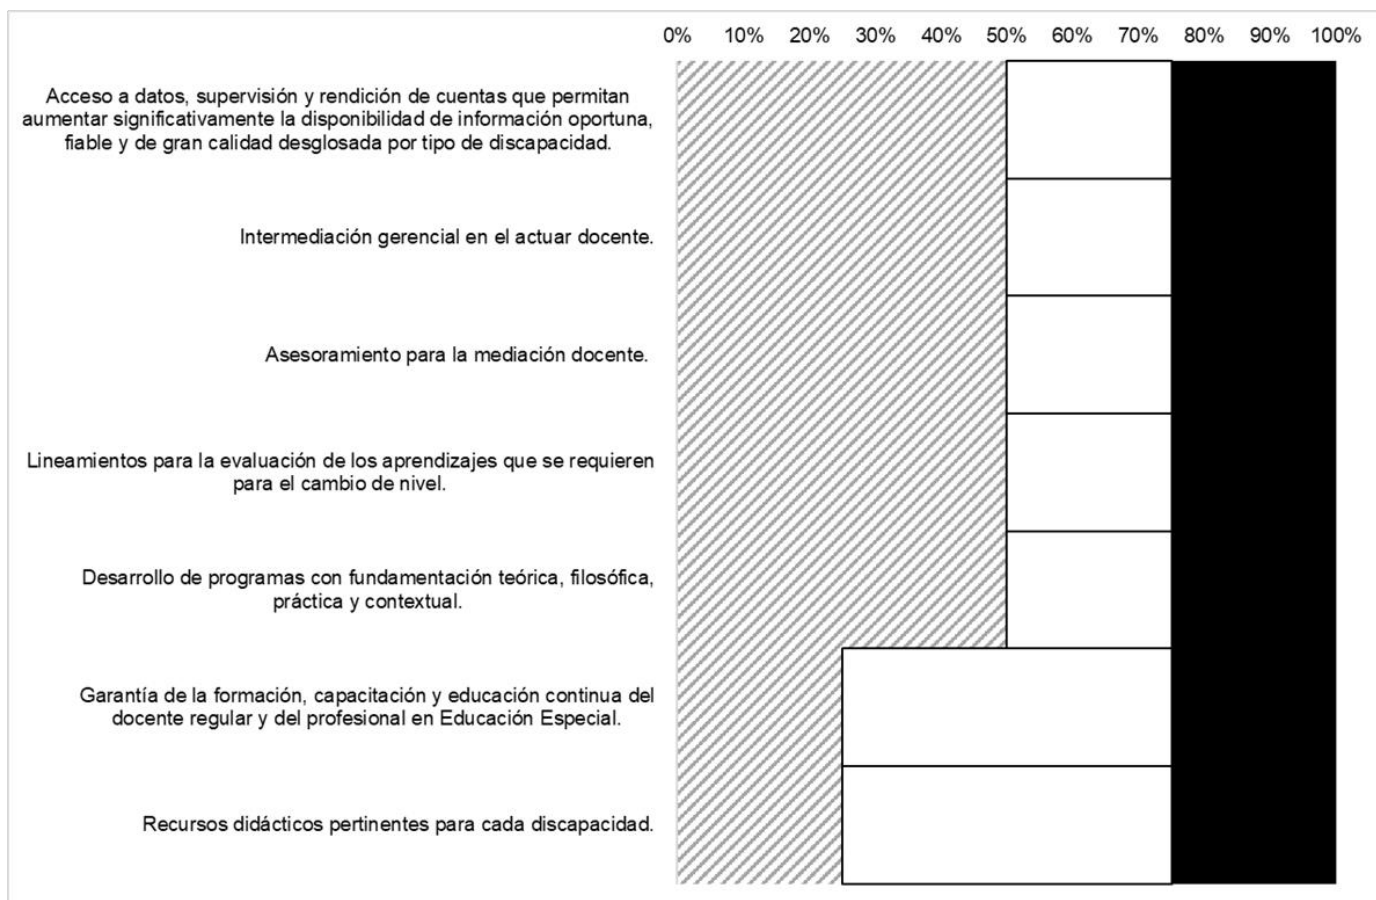 0% 10% 20% 30% 40% 50% 60% 70% 80% 90% 100%
Acceso a datos, supervisión y rendición de cuentas que permitan
aumentar significativamente la disponibilidad de información oportuna,
fiable y de gran calidad desglosada por tipo de discapacidad.
Intermediación gerencial en el actuar docente.
Asesoramiento para la mediación docente.
Lineamientos para la evaluación de los aprendizajes que se requieren
para el cambio de nivel.
Desarrollo de programas con fundamentación teórica, filosófica,
práctica y contextual.
Garantía de la formación, capacitación y educación continua del
docente regular y del profesional en Educación Especial.
Recursos didácticos pertinentes para cada discapacidad.